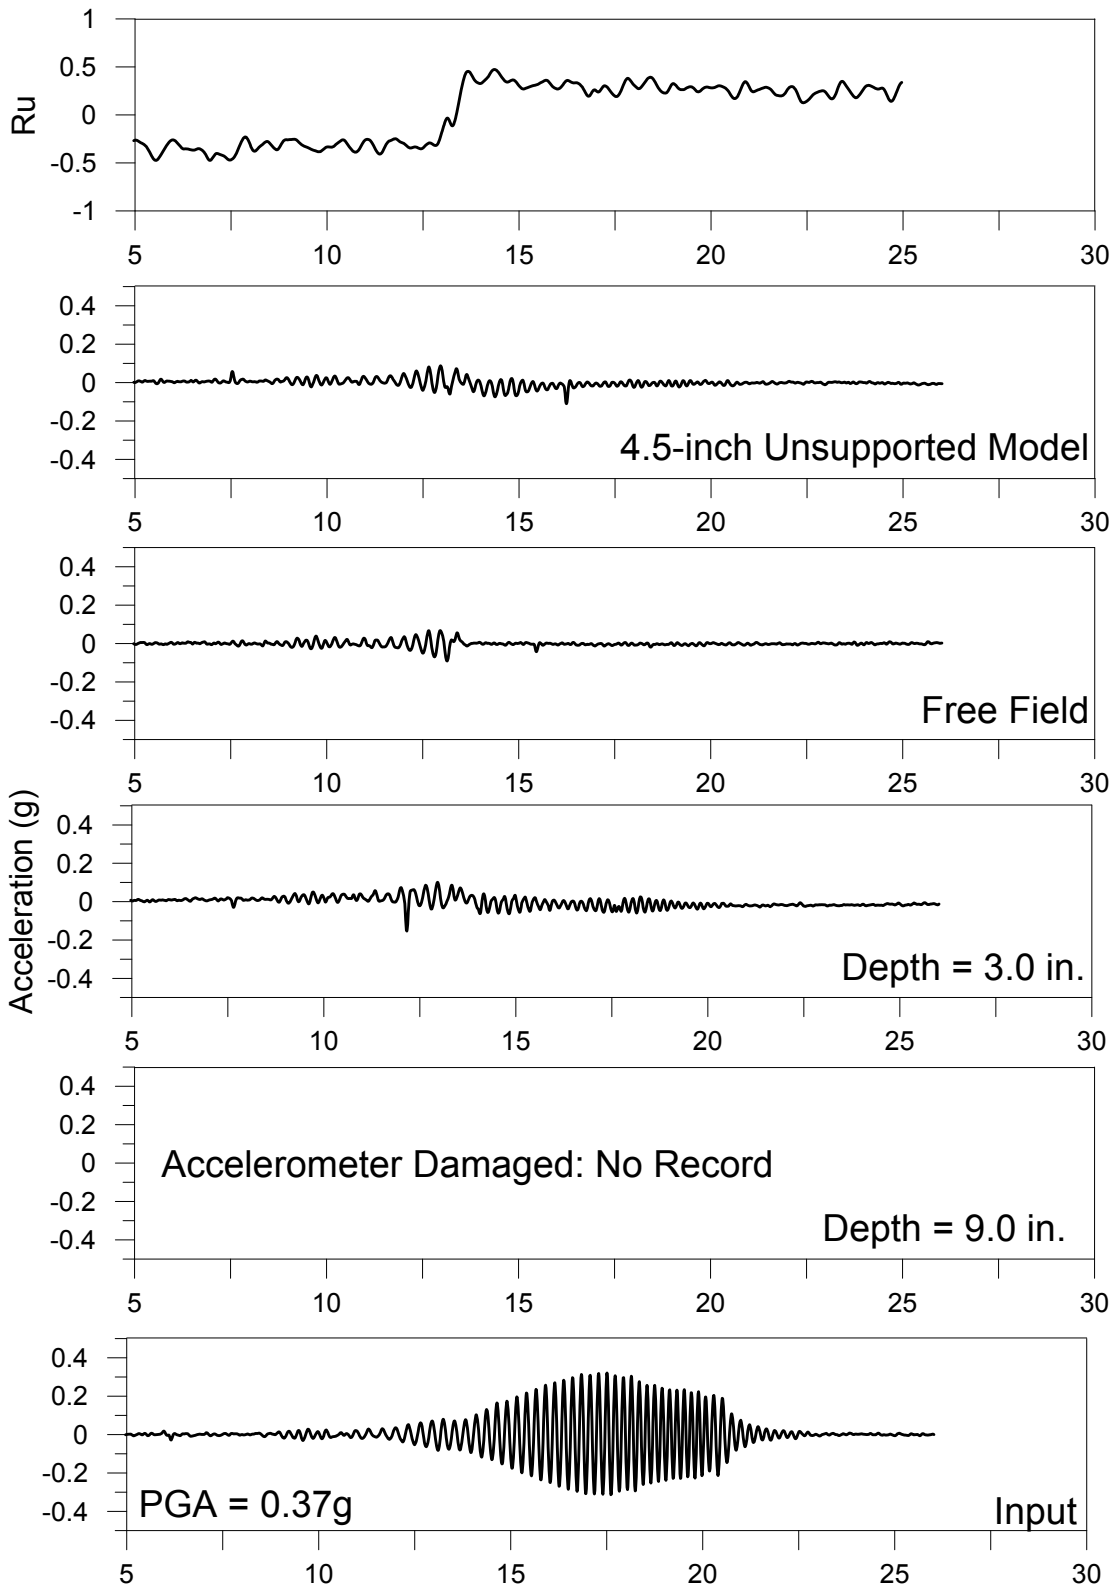 1
0.5
0
-0.5
-1
Ru
5 10 15 20 25 30
0.4
0.2
0
-0.2
-0.4
4.5-inch Unsupported Model
5 10 15 20 25 30
0.4
0.2
0
-0.2
-0.4
Free Field
5 10 15 20 25 30
Acceleration (g)
0.4
0.2
0
-0.2
-0.4
Depth = 3.0 in.
5 10 15 20 25 30
0.4
0.2
0
-0.2
-0.4
Accelerometer Damaged: No Record
Depth = 9.0 in.
5 10 15 20 25 30
0.4
0.2
0
-0.2
-0.4
PGA = 0.37g
Input
5 10 15 20 25 30